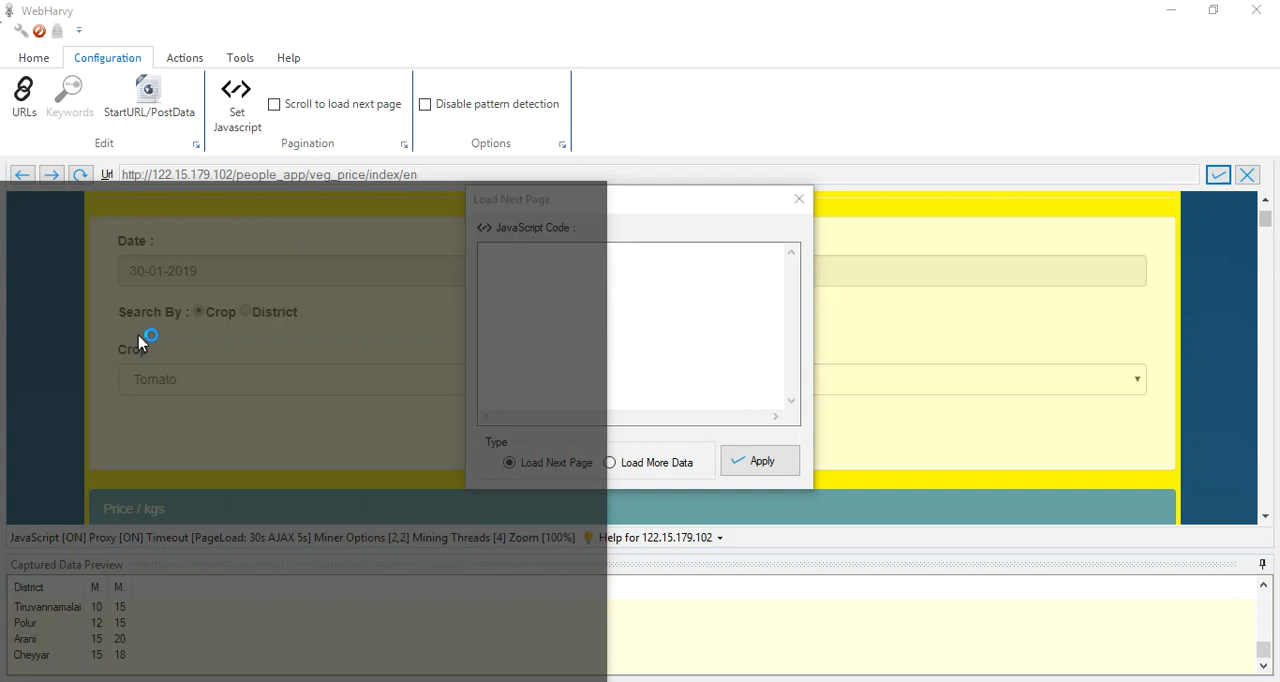 WebHarvy
Home Configuration Actions Tools Help
URLs Keywords StartURL/PostData Set Javascript Scroll to load next page Disable pattern detection
Edit Pagination Options
Url http://122.15.179.102/people_app/veg_price/index/en
Load Next Page
JavaScript Code :
Date :
30-01-2019
Search By : Crop District
Crop
Tomato
Type
Load Next Page Load More Data Apply
Price / kgs
JavaScript [ON] Proxy [ON] Timeout [PageLoad: 30s AJAX 5s] Miner Options [2,2] Mining Threads [4] Zoom [100%] Help for 122.15.179.102
Captured Data Preview
District M. M.
Tiruvannamalai 10 15
Polur 12 15
Arani 15 20
Cheyyar 15 18